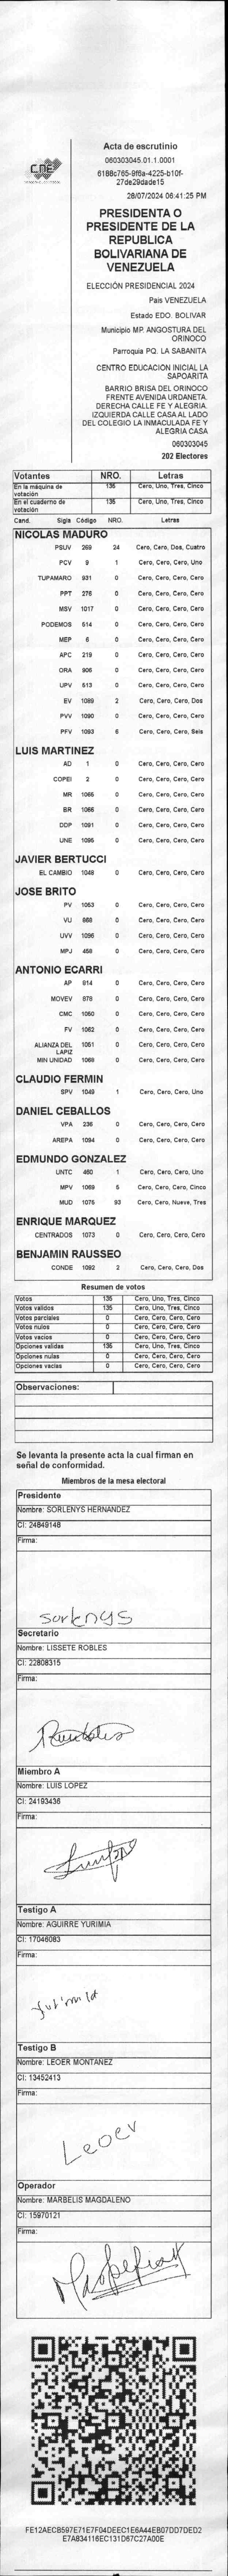 Acta de escrutinio
CNE
060303045.01.1.0001
6188c765-9f6a-4225-b10f-
27de29dade15
28/07/2024 06:41:25 PM
PRESIDENTA O
PRESIDENTE DE LA
REPUBLICA
BOLIVARIANA DE
VENEZUELA
ELECCIÓN PRESIDENCIAL 2024
Pais VENEZUELA
Estado EDO. BOLIVAR
Municipio MP. ANGOSTURA DEL
ORINOCO
Parroquia PQ. LA SABANITA
CENTRO EDUCACION INICIAL LA
SAPOARITA
BARRIO BRISA DEL ORINOCO
FRENTE AVENIDA URDANETA.
DERECHA CALLE FE Y ALEGRIA.
IZQUIERDA CALLE CASA AL LADO
DEL COLEGIO LA INMACULADA FE Y
ALEGRIA CASA
060303045
202 Electores
Votantes NRO. Letras
En la máquina de votación 135 Cero, Uno, Tres, Cinco
En el cuaderno de votación 135 Cero, Uno, Tres, Cinco
Cand. Sigla Código NRO. Letras
NICOLAS MADURO
PSUV 269 24 Cero, Cero, Dos, Cuatro
PCV 9 1 Cero, Cero, Cero, Uno
TUPAMARO 931 0 Cero, Cero, Cero, Cero
PPT 276 0 Cero, Cero, Cero, Cero
MSV 1017 0 Cero, Cero, Cero, Cero
PODEMOS 514 0 Cero, Cero, Cero, Cero
MEP 6 0 Cero, Cero, Cero, Cero
APC 219 0 Cero, Cero, Cero, Cero
ORA 906 0 Cero, Cero, Cero, Cero
UPV 513 0 Cero, Cero, Cero, Cero
EV 1089 2 Cero, Cero, Cero, Dos
PVV 1090 0 Cero, Cero, Cero, Cero
PFV 1093 6 Cero, Cero, Cero, Seis
LUIS MARTINEZ
AD 1 0 Cero, Cero, Cero, Cero
COPEI 2 0 Cero, Cero, Cero, Cero
MR 1066 0 Cero, Cero, Cero, Cero
BR 0 Cero, Cero, Cero, Cero
DDP 1091 0 Cero, Cero, Cero, Cero
UNE 1095 0 Cero, Cero, Cero, Cero
JAVIER BERTUCCI
EL CAMBIO 1048 0 Cero, Cero, Cero, Cero
JOSE BRITO
PV 1053 0 Cero, Cero, Cero, Cero
VU 868 0 Cero, Cero, Cero, Cero
UVV 1096 0 Cero, Cero, Cero, Cero
MPJ 458 0 Cero, Cero, Cero, Cero
ANTONIO ECARRI
AP 814 0 Cero, Cero, Cero, Cero
MOVEV 878 0 Cero, Cero, Cero, Cero
CMC 1050 0 Cero, Cero, Cero, Cero
FV 1052 0 Cero, Cero, Cero, Cero
ALIANZA DEL LAPIZ 1051 0 Cero, Cero, Cero, Cero
MIN UNIDAD 1068 0 Cero, Cero, Cero, Cero
CLAUDIO FERMIN
SPV 1049 1 Cero, Cero, Cero, Uno
DANIEL CEBALLOS
VPA 236 0 Cero, Cero, Cero, Cero
AREPA 1094 0 Cero, Cero, Cero, Cero
EDMUNDO GONZALEZ
UNTC 460 1 Cero, Cero, Cero, Uno
MPV 1069 5 Cero, Cero, Cero, Cinco
MUD 1075 93 Cero, Cero, Nueve, Tres
ENRIQUE MARQUEZ
CENTRADOS 1073 0 Cero, Cero, Cero, Cero
BENJAMIN RAUSSEO
CONDE 1092 2 Cero, Cero, Cero, Dos
Resumen de votos
Votos 135 Cero, Uno, Tres, Cinco
Votos validos 135 Cero, Uno, Tres, Cinco
Votos parciales 0 Cero, Cero, Cero, Cero
Votos nulos 0 Cero, Cero, Cero, Cero
Votos vacios 0 Cero, Cero, Cero, Cero
Opciones validas 135 Cero, Uno, Tres, Cinco
Opciones nulas 0 Cero, Cero, Cero, Cero
Opciones vacias 0 Cero, Cero, Cero, Cero
Observaciones:
Se levanta la presente acta la cual firman en
señal de conformidad.
Miembros de la mesa electoral
Presidente
Nombre: SORLENYS HERNANDEZ
CI: 24849148
Firma:
sorlenys
Secretario
Nombre: LISSETE ROBLES
CI: 22808315
Firma:
Miembro A
Nombre: LUIS LOPEZ
CI: 24193436
Firma:
Testigo A
Nombre: AGUIRRE YURIMIA
CI: 17046083
Firma:
Testigo B
Nombre: LEOER MONTANEZ
CI: 13452413
Firma:
Leoer
Operador
Nombre: MARBELIS MAGDALENO
CI: 15970121
Firma:
FE12AECB597E71E7F04DEEC1E6A44EB07DD7DED2
E7A834116EC131D67C27A00E